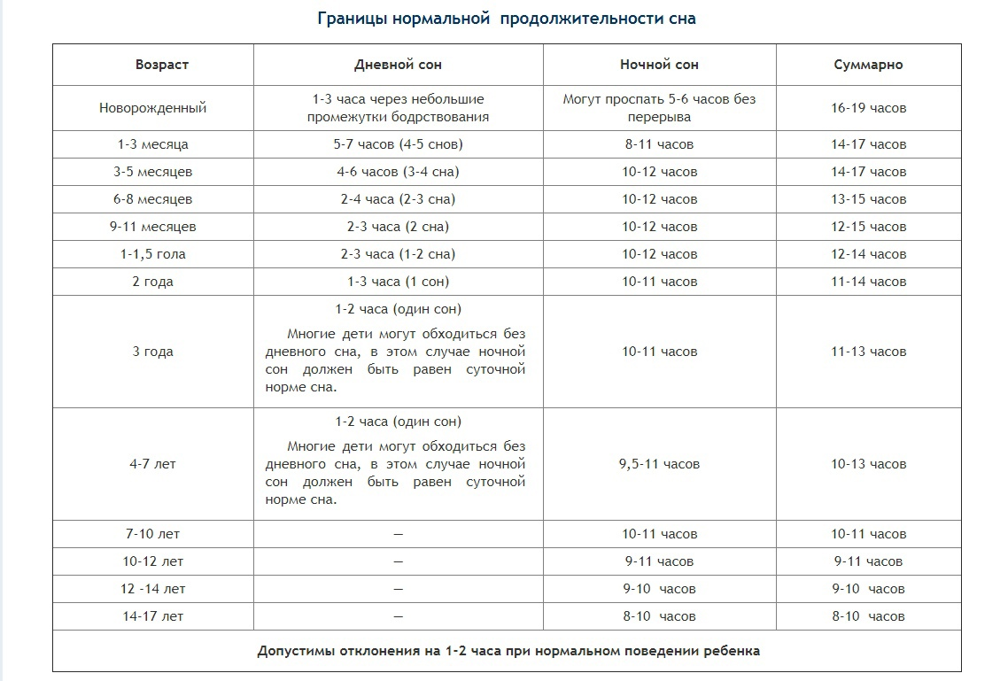 Границы нормальной продолжительности сна
Возраст Дневной сон Ночной сон Суммарно
Новорожденный
1-3 часа через небольшие
промежутки бодрствования
Могут проспать 5-6 часов без
перерыва
16-19 часов
1-3 месяца 5-7 часов (4-5 снов) 8-11 часов 14-17 часов
3-5 месяцев 4-6 часов (3-4 сна) 10-12 часов 14-17 часов
6-8 месяцев 2-4 часа (2-3 сна) 10-12 часов 13-15 часов
9-11 месяцев 2-3 часа (2 сна) 10-12 часов 12-15 часов
1-1,5 гола 2-3 часа (1-2 сна) 10-12 часов 12-14 часов
2 года 1-3 часа (1 сон) 10-11 часов 11-14 часов
3 года
1-2 часа (один сон)
Многие дети могут обходиться без
дневного сна, в этом случае ночной
сон должен быть равен суточной
норме сна.
10-11 часов
11-13 часов
4-7 лет
1-2 часа (один сон)
Многие дети могут обходиться без
дневного сна, в этом случае ночной
сон должен быть равен суточной
норме сна.
9,5-11 часов
10-13 часов
7-10 лет — 10-11 часов 10-11 часов
10-12 лет — 9-11 часов 9-11 часов
12 -14 лет — 9-10 часов 9-10 часов
14-17 лет — 8-10 часов 8-10 часов
Допустимы отклонения на 1-2 часа при нормальном поведении ребенка